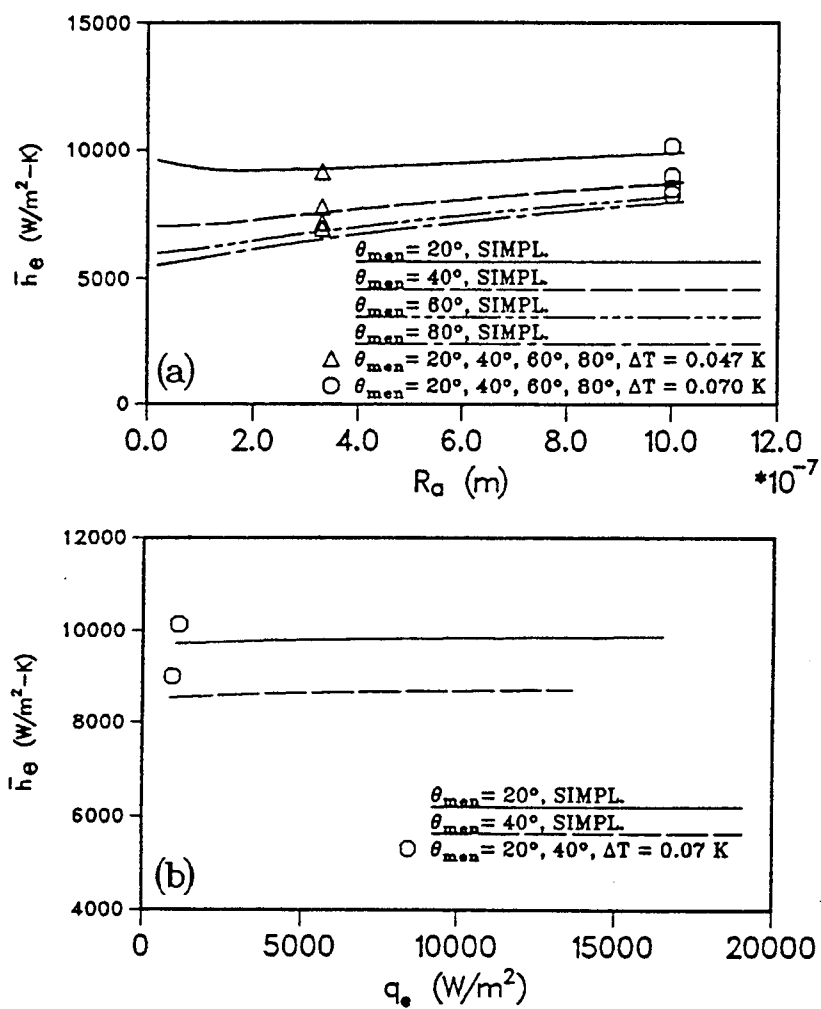 15000
10000
5000
0
h̄e (W/m²–K)
θmen= 20°, SIMPL.
θmen= 40°, SIMPL.
θmen= 60°, SIMPL.
θmen= 80°, SIMPL.
(a)
△ θmen= 20°, 40°, 60°, 80°, ΔT = 0.047 K
○ θmen= 20°, 40°, 60°, 80°, ΔT = 0.070 K
0.0 2.0 4.0 6.0 8.0 10.0 12.0
Ra (m)
*10⁻⁷
12000
10000
8000
6000
4000
h̄e (W/m²–K)
θmen= 20°, SIMPL.
θmen= 40°, SIMPL.
○ θmen= 20°, 40°, ΔT = 0.07 K
(b)
0 5000 10000 15000 20000
qe (W/m²)